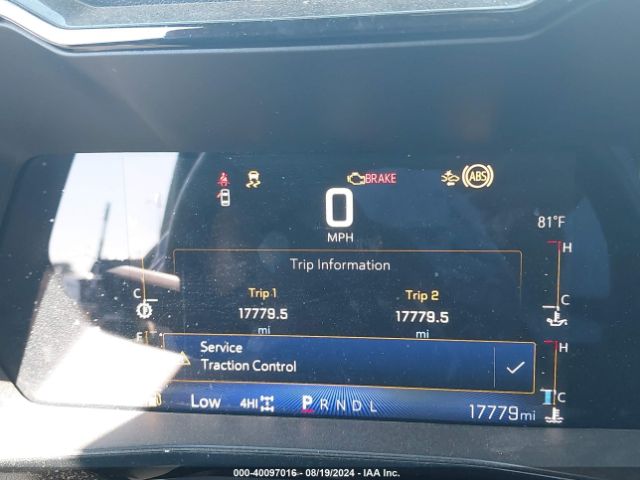 BRAKE
ABS
0
MPH
81°F
H
Trip Information
C
Trip 1
Trip 2
C
17779.5
17779.5
mi
mi
F
H
Service
Traction Control
C
Low
4HI
P R N D L
17779mi
000-40097016 - 08/19/2024 - IAA Inc.